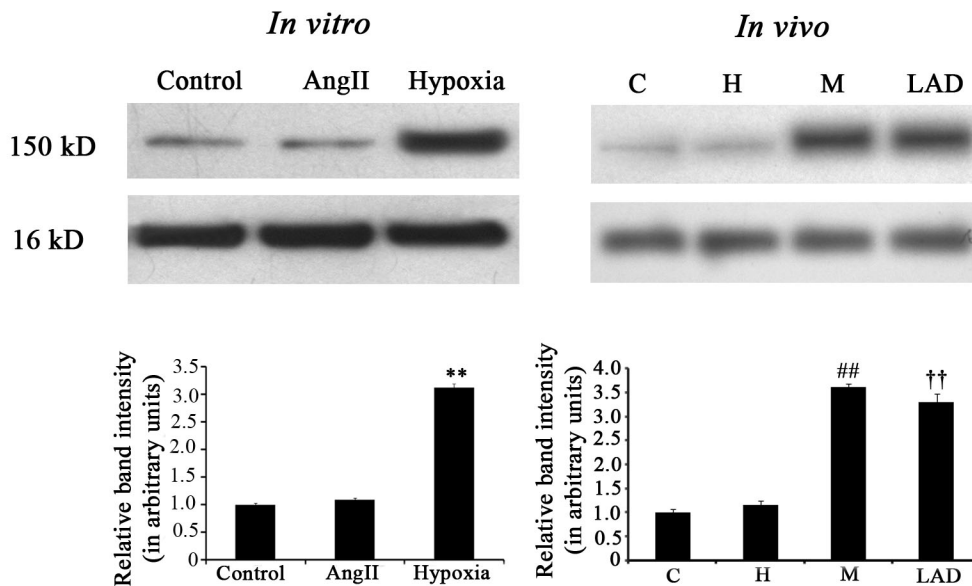 In vitro
Control AngII Hypoxia
150 kD
16 kD
In vivo
C H M LAD
Relative band intensity
(in arbitrary units)
3.5
3.0
2.5
2.0
1.5
1.0
0.5
0
**
Control AngII Hypoxia
Relative band intensity
(in arbitrary units)
4.0
3.5
3.0
2.5
2.0
1.5
1.0
0.5
0
##
††
C H M LAD